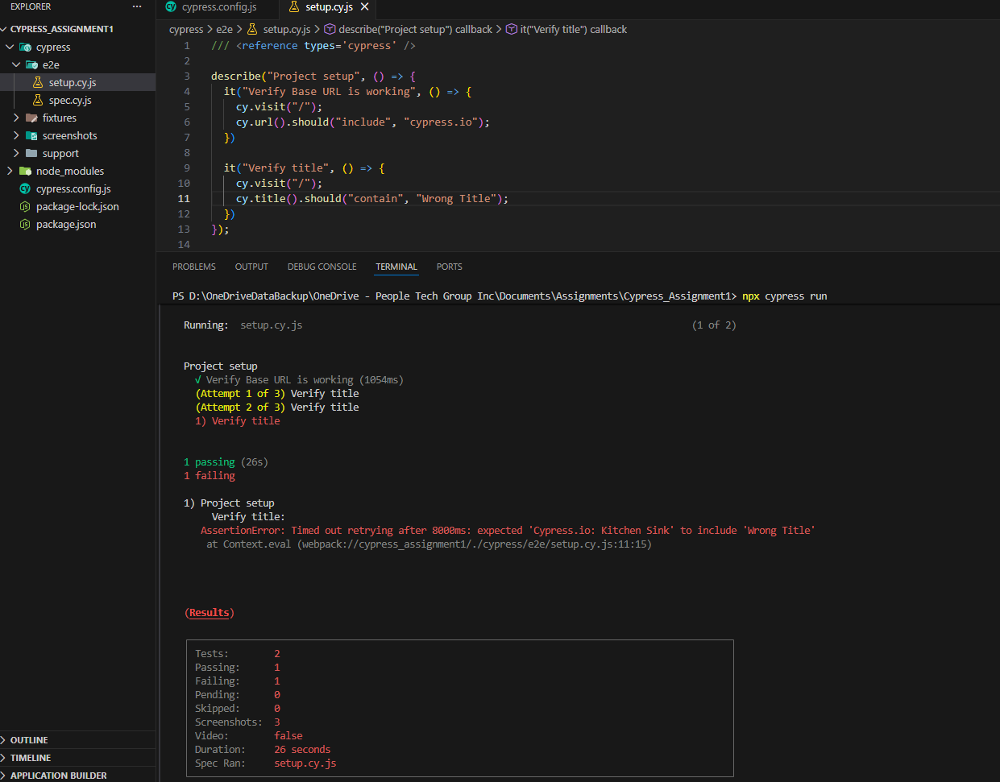 EXPLORER
···
CYPRESS_ASSIGNMENT1
cypress
e2e
setup.cy.js
spec.cy.js
fixtures
screenshots
support
node_modules
cypress.config.js
package-lock.json
package.json
OUTLINE
TIMELINE
APPLICATION BUILDER
cypress.config.js
setup.cy.js
cypress > e2e > setup.cy.js > describe("Project setup") callback > it("Verify title") callback
1 /// <reference types='cypress' />
2
3 describe("Project setup", () => {
4 it("Verify Base URL is working", () => {
5 cy.visit("/");
6 cy.url().should("include", "cypress.io");
7 })
8
9 it("Verify title", () => {
10 cy.visit("/");
11 cy.title().should("contain", "Wrong Title");
12 })
13 });
14
PROBLEMS OUTPUT DEBUG CONSOLE TERMINAL PORTS
PS D:\OneDriveDataBackup\OneDrive - People Tech Group Inc\Documents\Assignments\Cypress_Assignment1> npx cypress run
Running: setup.cy.js (1 of 2)
Project setup
√ Verify Base URL is working (1054ms)
(Attempt 1 of 3) Verify title
(Attempt 2 of 3) Verify title
1) Verify title
1 passing (26s)
1 failing
1) Project setup
Verify title:
AssertionError: Timed out retrying after 8000ms: expected 'Cypress.io: Kitchen Sink' to include 'Wrong Title'
at Context.eval (webpack://cypress_assignment1/./cypress/e2e/setup.cy.js:11:15)
(Results)
Tests: 2
Passing: 1
Failing: 1
Pending: 0
Skipped: 0
Screenshots: 3
Video: false
Duration: 26 seconds
Spec Ran: setup.cy.js